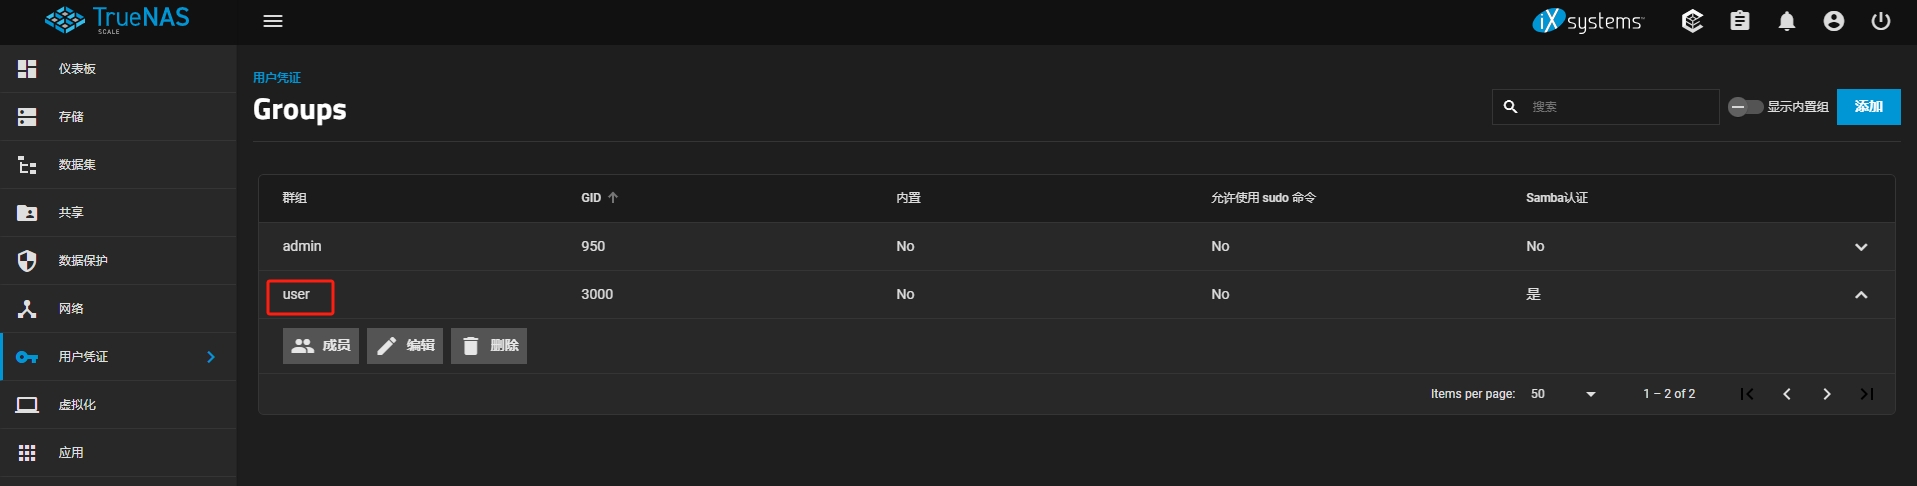 TrueNAS
SCALE
iXsystems™
仪表板
存储
数据集
共享
数据保护
网络
用户凭证
虚拟化
应用
用户凭证
Groups
搜索
显示内置组
添加
群组 GID 内置 允许使用 sudo 命令 Samba认证
admin 950 No No No
user 3000 No No 是
成员 编辑 删除
Items per page: 50 1 – 2 of 2